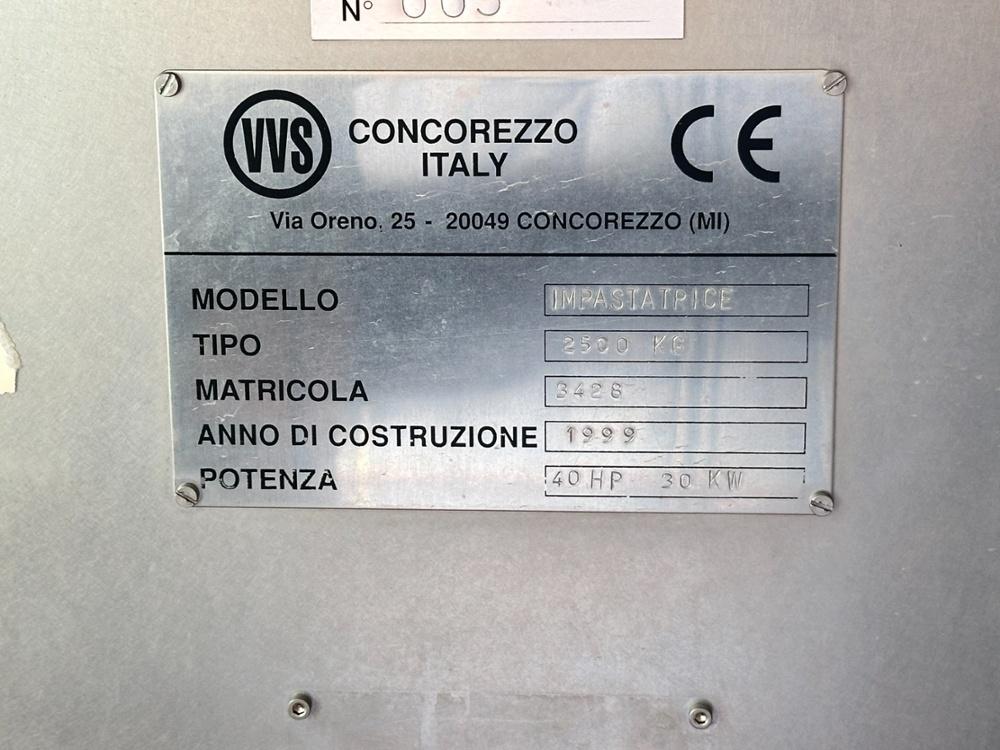 N°
VVS CONCOREZZO
ITALY
CE
Via Oreno, 25 - 20049 CONCOREZZO (MI)
MODELLO IMPASTATRICE
TIPO 2500 KG
MATRICOLA 3428
ANNO DI COSTRUZIONE 1999
POTENZA 40 HP 30 KW